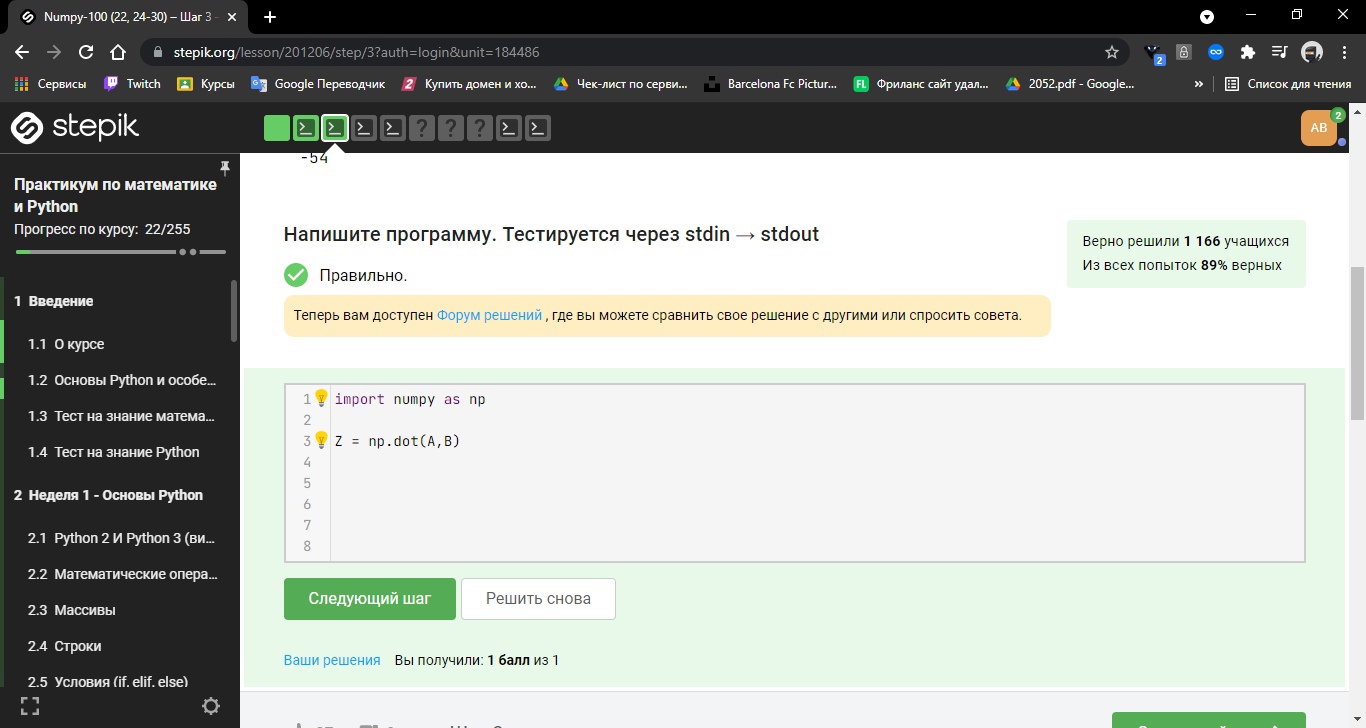 Numpy-100 (22, 24-30) – Шаг 3
stepik.org/lesson/201206/step/3?auth=login&unit=184486
2
Сервисы Twitch Курсы Google Переводчик Купить домен и хо... Чек-лист по серви... Barcelona Fc Pictur... FL Фриланс сайт удал... 2052.pdf - Google... » Список для чтения
stepik
? ? ?
АВ 2
-54
Практикум по математике
и Python
Прогресс по курсу: 22/255
1 Введение
1.1 О курсе
1.2 Основы Python и особе...
1.3 Тест на знание матема...
1.4 Тест на знание Python
2 Неделя 1 - Основы Python
2.1 Python 2 И Python 3 (ви...
2.2 Математические опера...
2.3 Массивы
2.4 Строки
2.5 Условия (if, elif, else)
Напишите программу. Тестируется через stdin → stdout
Правильно.
Теперь вам доступен Форум решений , где вы можете сравнить свое решение с другими или спросить совета.
Верно решили 1 166 учащихся
Из всех попыток 89% верных
1 import numpy as np
2
3 Z = np.dot(A,B)
4
5
6
7
8
Следующий шаг Решить снова
Ваши решения Вы получили: 1 балл из 1